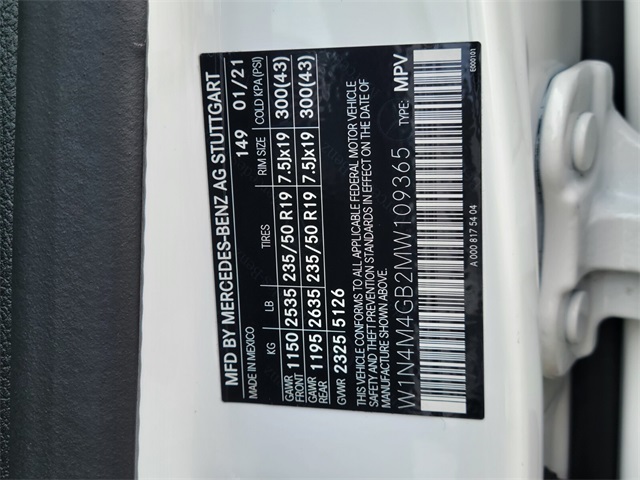 MFD BY MERCEDES-BENZ AG STUTTGART
MADE IN MEXICO 149 01/21
KG LB TIRES RIM SIZE COLD KPA(PSI)
GAWR FRONT 1150 2535 235/50 R19 7.5Jx19 300(43)
GAWR REAR 1195 2635 235/50 R19 7.5Jx19 300(43)
GVWR 2325 5126
THIS VEHICLE CONFORMS TO ALL APPLICABLE FEDERAL MOTOR VEHICLE
SAFETY AND THEFT PREVENTION STANDARDS IN EFFECT ON THE DATE OF
MANUFACTURE SHOWN ABOVE.
W1N4M4GB2MW109365 TYPE: MPV
A 000 817 54 04 E000101